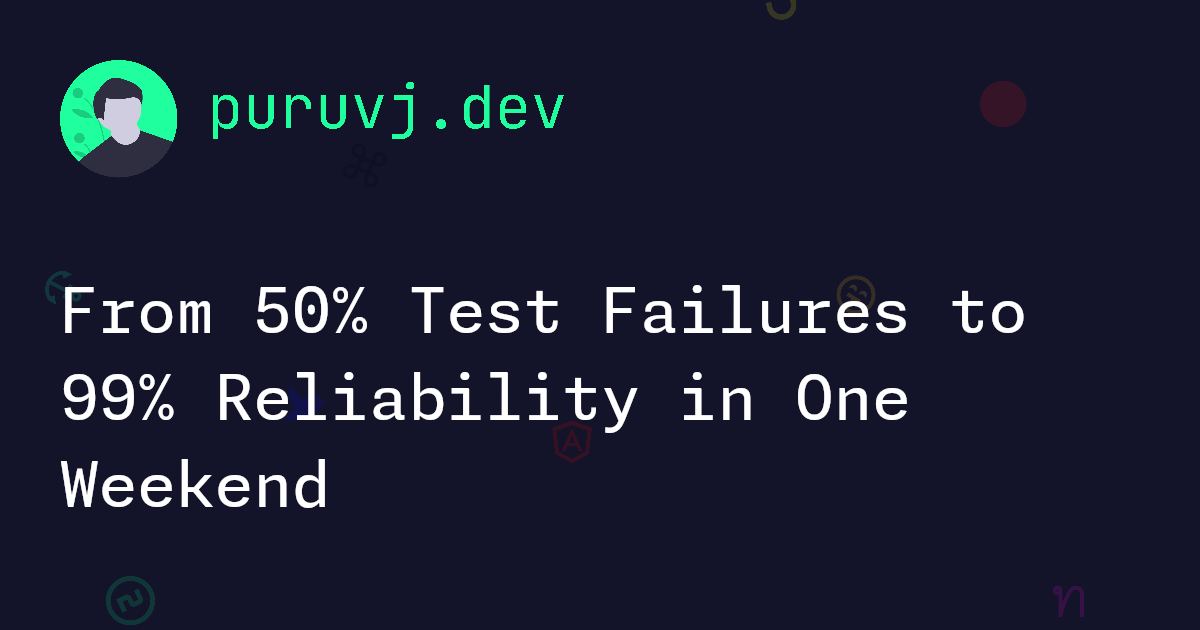 puruvj.dev
From 50% Test Failures to
99% Reliability in One
Weekend